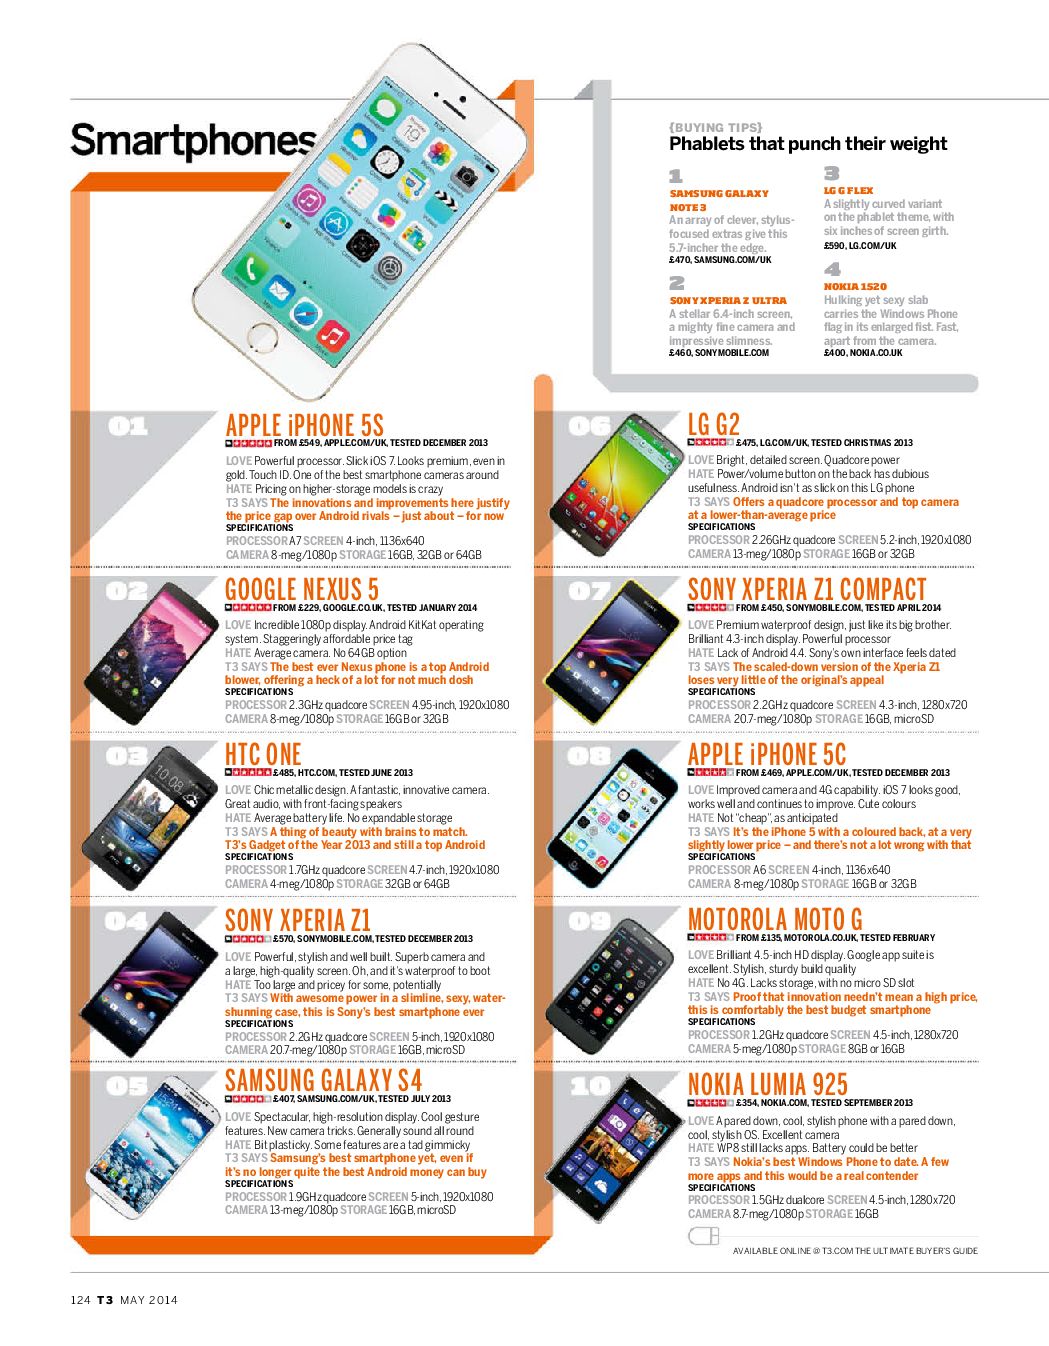 Smartphones
{BUYING TIPS}
Phablets that punch their weight
1
SAMSUNG GALAXY
NOTE 3
An array of clever, stylus-
focused extras give this
5.7-incher the edge.
£470, SAMSUNG.COM/UK
2
SONY XPERIA Z ULTRA
A stellar 6.4-inch screen,
a mighty fine camera and
impressive slimness.
£460, SONYMOBILE.COM
3
LG G FLEX
A slightly curved variant
on the phablet theme, with
six inches of screen girth.
£590, LG.COM/UK
4
NOKIA 1520
Hulking yet sexy slab
carries the Windows Phone
flag in its enlarged fist. Fast,
apart from the camera.
£400, NOKIA.CO.UK
01
APPLE iPHONE 5S
FROM £549, APPLE.COM/UK, TESTED DECEMBER 2013
LOVE Powerful processor. Slick iOS 7. Looks premium, even in
gold. Touch ID. One of the best smartphone cameras around
HATE Pricing on higher-storage models is crazy
T3 SAYS The innovations and improvements here justify
the price gap over Android rivals – just about – for now
SPECIFICATIONS
PROCESSOR A7 SCREEN 4-inch, 1136x640
CAMERA 8-meg/1080p STORAGE 16GB, 32GB or 64GB
02
GOOGLE NEXUS 5
FROM £229, GOOGLE.CO.UK, TESTED JANUARY 2014
LOVE Incredible 1080p display. Android KitKat operating
system. Staggeringly affordable price tag
HATE Average camera. No 64GB option
T3 SAYS The best ever Nexus phone is a top Android
blower, offering a heck of a lot for not much dosh
SPECIFICATIONS
PROCESSOR 2.3GHz quadcore SCREEN 4.95-inch, 1920x1080
CAMERA 8-meg/1080p STORAGE 16GB or 32GB
03
HTC ONE
£485, HTC.COM, TESTED JUNE 2013
LOVE Chic metallic design. A fantastic, innovative camera.
Great audio, with front-facing speakers
HATE Average battery life. No expandable storage
T3 SAYS A thing of beauty with brains to match.
T3's Gadget of the Year 2013 and still a top Android
SPECIFICATIONS
PROCESSOR 1.7GHz quadcore SCREEN 4.7-inch, 1920x1080
CAMERA 4-meg/1080p STORAGE 32GB or 64GB
04
SONY XPERIA Z1
£570, SONYMOBILE.COM, TESTED DECEMBER 2013
LOVE Powerful, stylish and well built. Superb camera and
a large, high-quality screen. Oh, and it's waterproof to boot
HATE Too large and pricey for some, potentially
T3 SAYS With awesome power in a slimline, sexy, water-
shunning case, this is Sony's best smartphone ever
SPECIFICATIONS
PROCESSOR 2.2GHz quadcore SCREEN 5-inch, 1920x1080
CAMERA 20.7-meg/1080p STORAGE 16GB, microSD
05
SAMSUNG GALAXY S4
£407, SAMSUNG.COM/UK, TESTED JULY 2013
LOVE Spectacular, high-resolution display. Cool gesture
features. New camera tricks. Generally sound all round
HATE Bit plasticky. Some features are a tad gimmicky
T3 SAYS Samsung's best smartphone yet, even if
it's no longer quite the best Android money can buy
SPECIFICATIONS
PROCESSOR 1.9GHz quadcore SCREEN 5-inch, 1920x1080
CAMERA 13-meg/1080p STORAGE 16GB, microSD
06
LG G2
£475, LG.COM/UK, TESTED CHRISTMAS 2013
LOVE Bright, detailed screen. Quadcore power
HATE Power/volume button on the back has dubious
usefulness. Android isn't as slick on this LG phone
T3 SAYS Offers a quadcore processor and top camera
at a lower-than-average price
SPECIFICATIONS
PROCESSOR 2.26GHz quadcore SCREEN 5.2-inch, 1920x1080
CAMERA 13-meg/1080p STORAGE 16GB or 32GB
07
SONY XPERIA Z1 COMPACT
FROM £450, SONYMOBILE.COM, TESTED APRIL 2014
LOVE Premium waterproof design, just like its big brother.
Brilliant 4.3-inch display. Powerful processor
HATE Lack of Android 4.4. Sony's own interface feels dated
T3 SAYS The scaled-down version of the Xperia Z1
loses very little of the original's appeal
SPECIFICATIONS
PROCESSOR 2.2GHz quadcore SCREEN 4.3-inch, 1280x720
CAMERA 20.7-meg/1080p STORAGE 16GB, microSD
08
APPLE iPHONE 5C
FROM £469, APPLE.COM/UK, TESTED DECEMBER 2013
LOVE Improved camera and 4G capability. iOS 7 looks good,
works well and continues to improve. Cute colours
HATE Not "cheap", as anticipated
T3 SAYS It's the iPhone 5 with a coloured back, at a very
slightly lower price – and there's not a lot wrong with that
SPECIFICATIONS
PROCESSOR A6 SCREEN 4-inch, 1136x640
CAMERA 8-meg/1080p STORAGE 16GB or 32GB
09
MOTOROLA MOTO G
FROM £135, MOTOROLA.CO.UK, TESTED FEBRUARY
LOVE Brilliant 4.5-inch HD display. Google app suite is
excellent. Stylish, sturdy build quality
HATE No 4G. Lacks storage, with no micro SD slot
T3 SAYS Proof that innovation needn't mean a high price,
this is comfortably the best budget smartphone
SPECIFICATIONS
PROCESSOR 1.2GHz quadcore SCREEN 4.5-inch, 1280x720
CAMERA 5-meg/1080p STORAGE 8GB or 16GB
10
NOKIA LUMIA 925
£354, NOKIA.COM, TESTED SEPTEMBER 2013
LOVE A pared down, cool, stylish phone with a pared down,
cool, stylish OS. Excellent camera
HATE WP8 still lacks apps. Battery could be better
T3 SAYS Nokia's best Windows Phone to date. A few
more apps and this would be a real contender
SPECIFICATIONS
PROCESSOR 1.5GHz dualcore SCREEN 4.5-inch, 1280x720
CAMERA 8.7-meg/1080p STORAGE 16GB
AVAILABLE ONLINE @ T3.COM THE ULTIMATE BUYER'S GUIDE
124 T3 MAY 2014